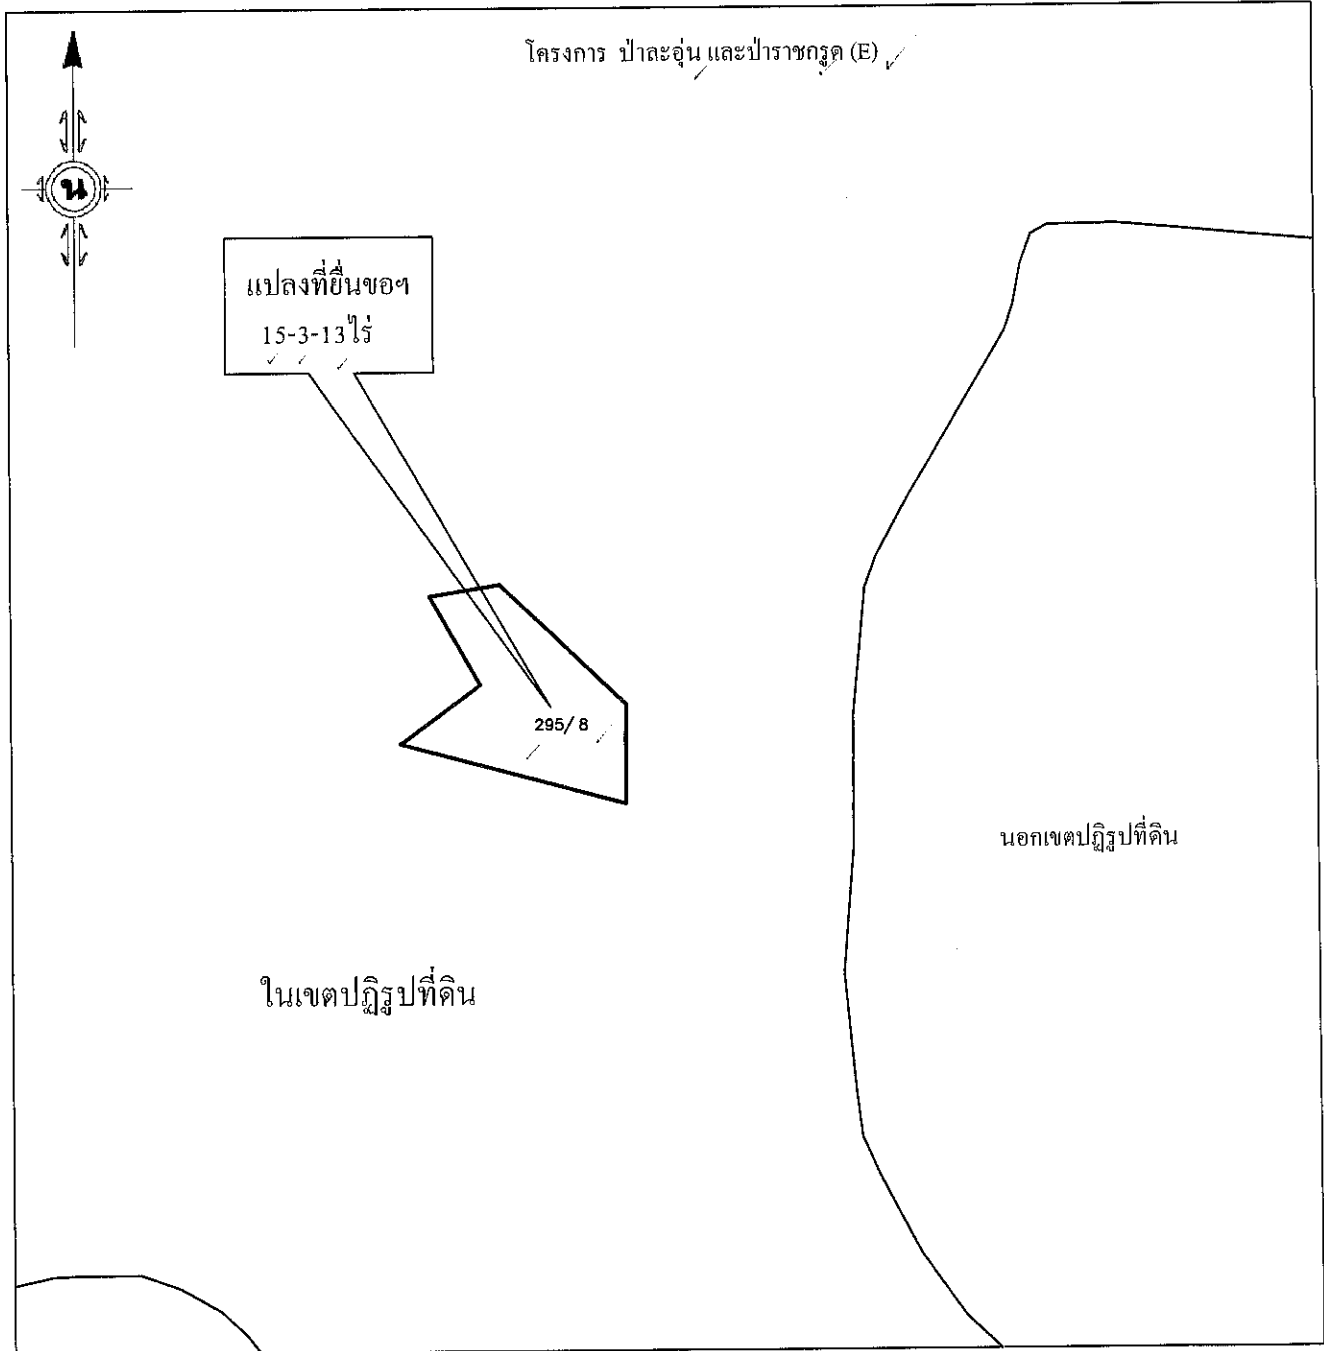 โครงการ ป่าละอุ่น และป่าราชกรูด (E)
น
แปลงที่ยื่นขอฯ
15-3-13 ไร่
295/8
นอกเขตปฏิรูปที่ดิน
ในเขตปฏิรูปที่ดิน